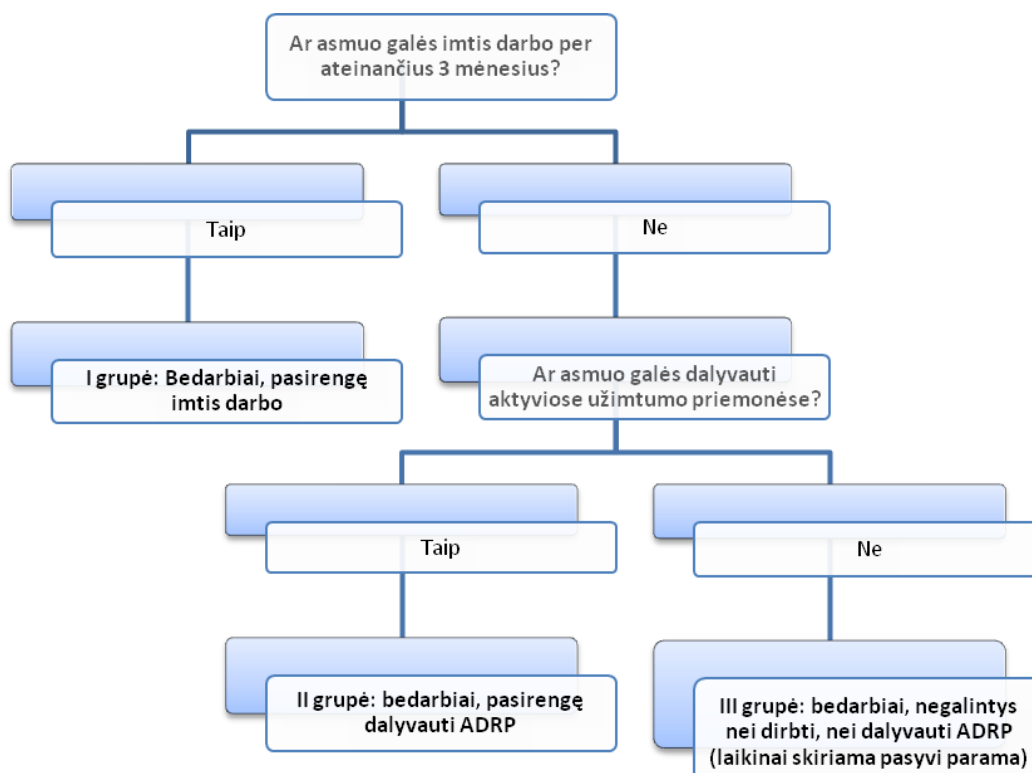 Ar asmuo galės imtis darbo per
ateinančius 3 mėnesius?
Taip
Ne
I grupė: Bedarbiai, pasirengę
imtis darbo
Ar asmuo galės dalyvauti
aktyviose užimtumo priemonėse?
Taip
Ne
II grupė: bedarbiai, pasirengę
dalyvauti ADRP
III grupė: bedarbiai, negalintys
nei dirbti, nei dalyvauti ADRP
(laikinai skiriama pasyvi parama)